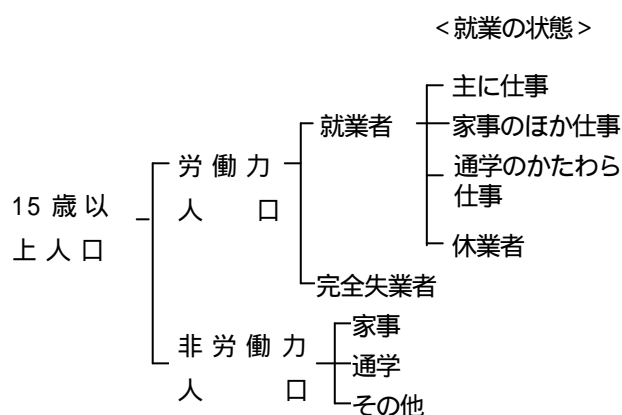 <就業の状態>
主に仕事
就業者
家事のほか仕事
通学のかたわら
仕事
労働力
人口
15歳以
上人口
休業者
完全失業者
家事
非労働力
人口
通学
その他